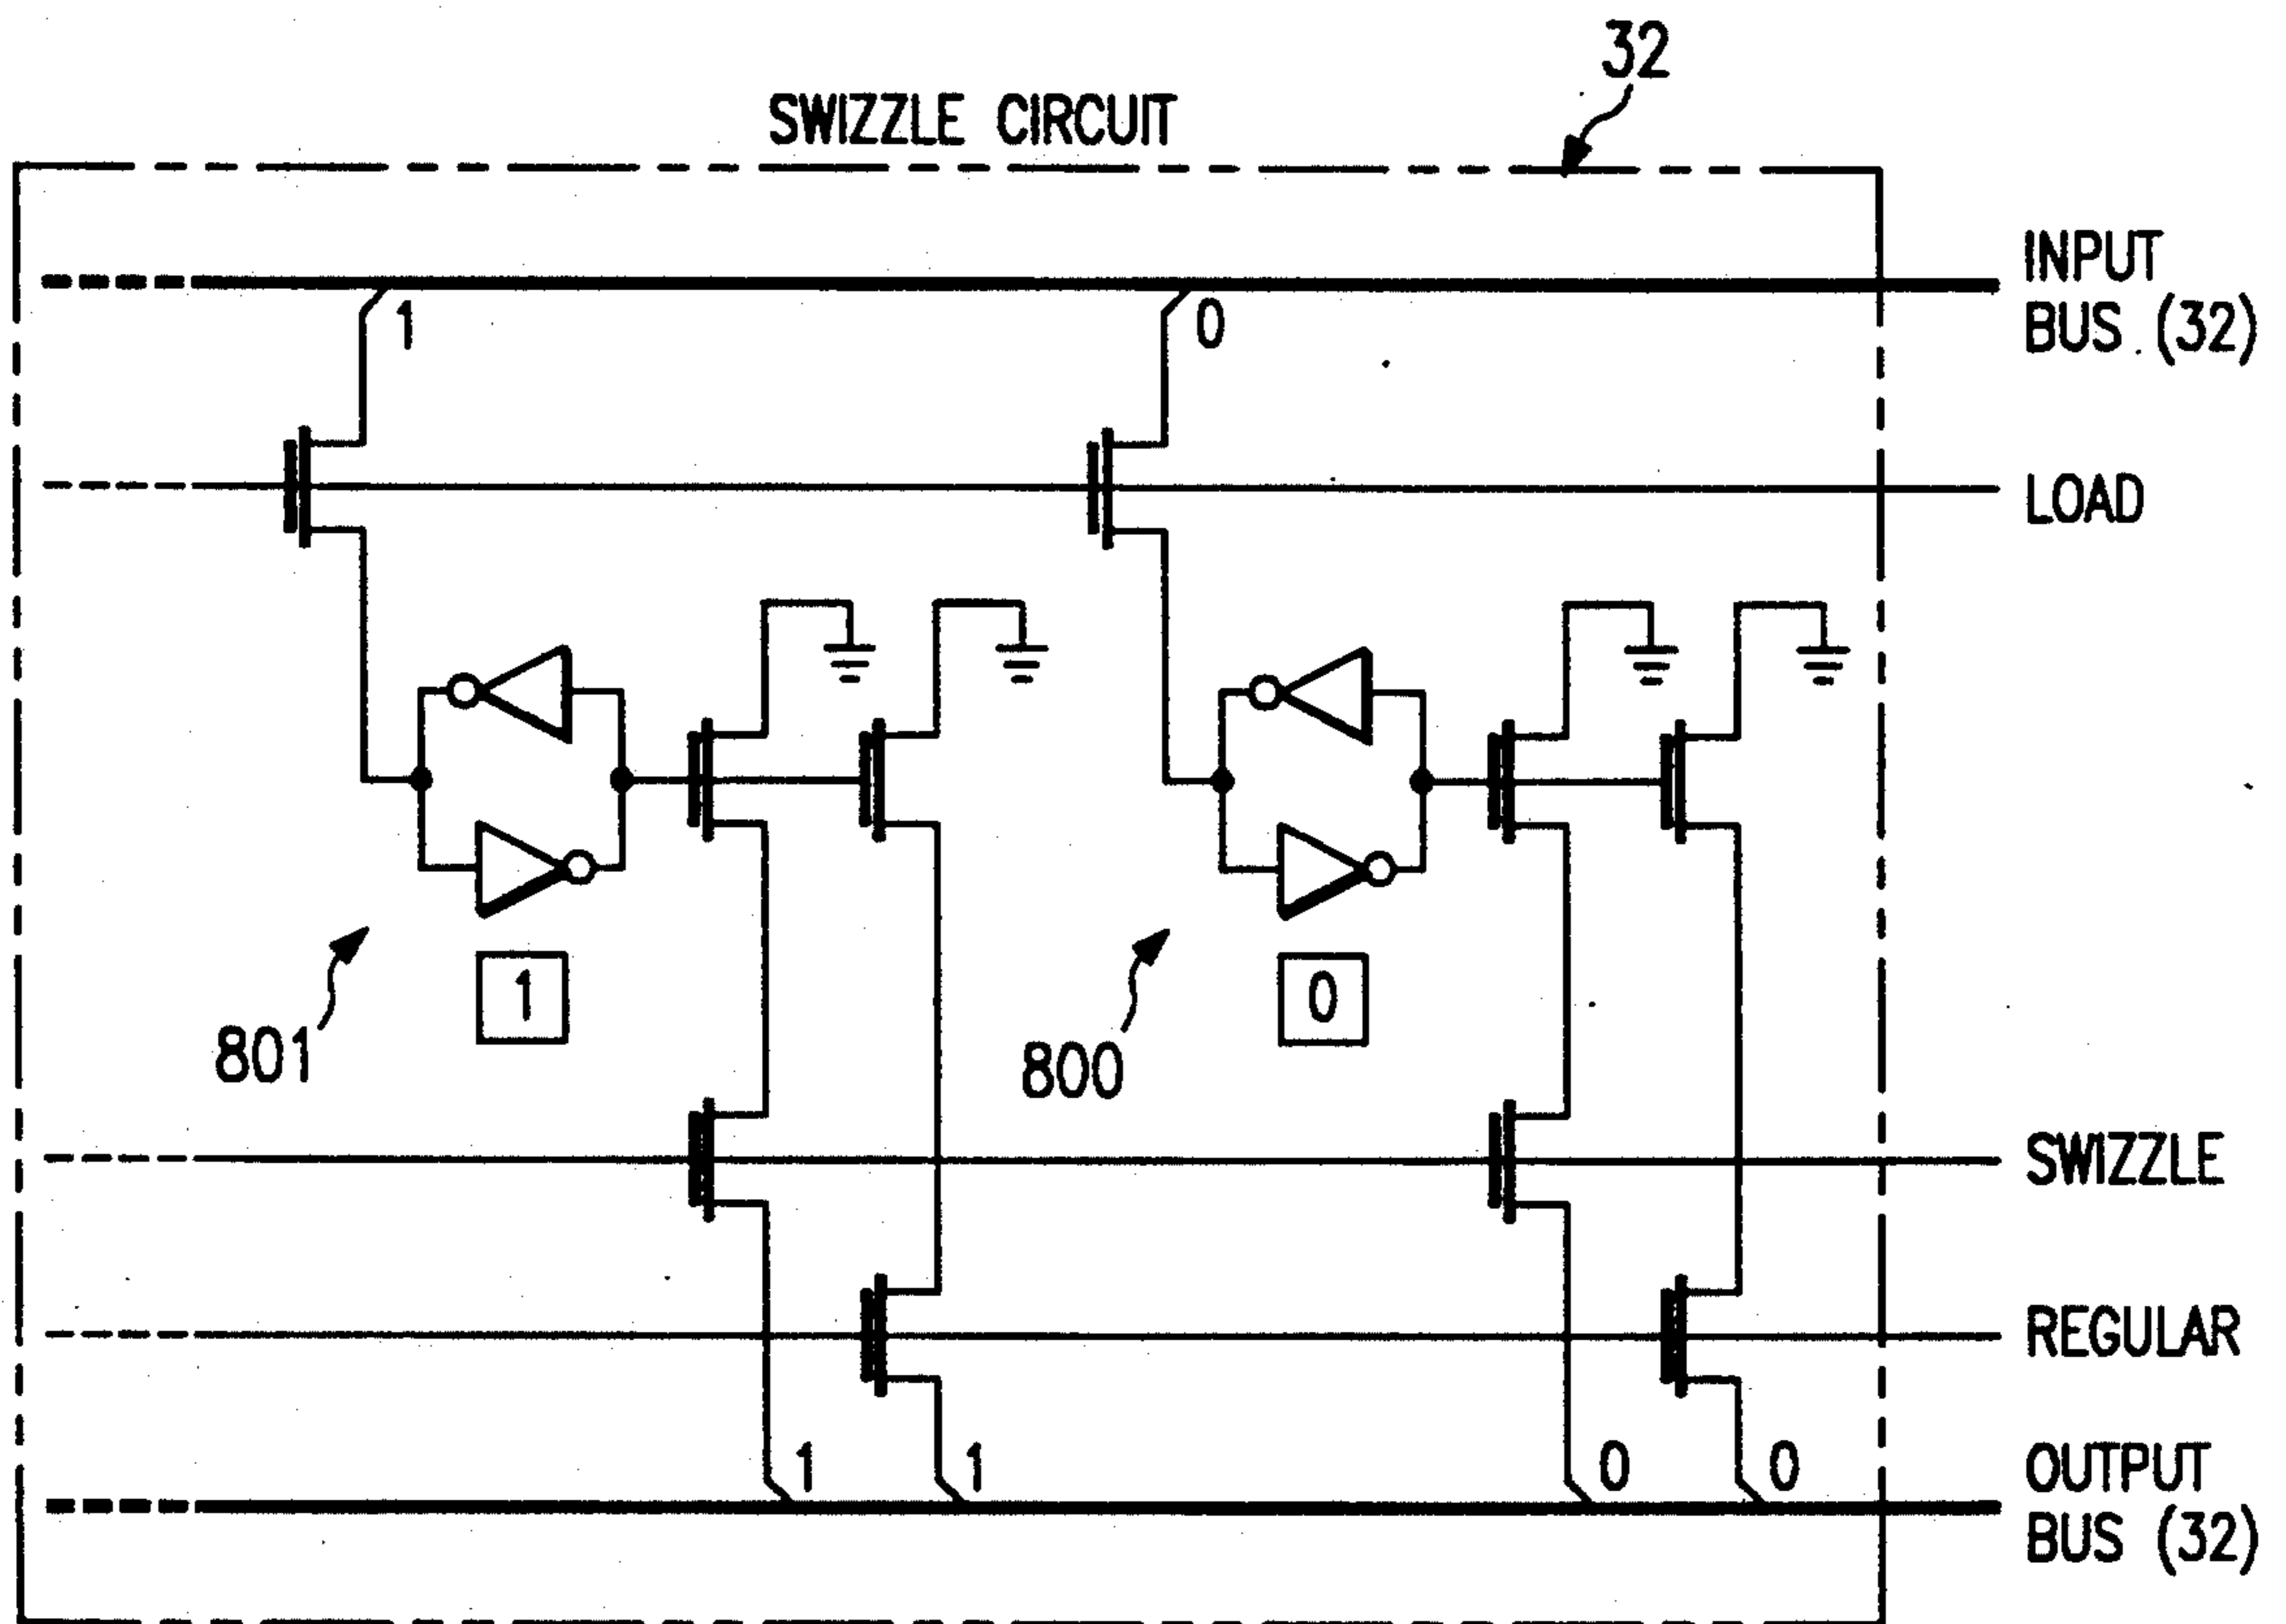 32
SWIZZLE CIRCUIT
INPUT
BUS (32)
1
0
LOAD
801
1
800
0
SWIZZLE
REGULAR
1
1
0
0
OUTPUT
BUS (32)